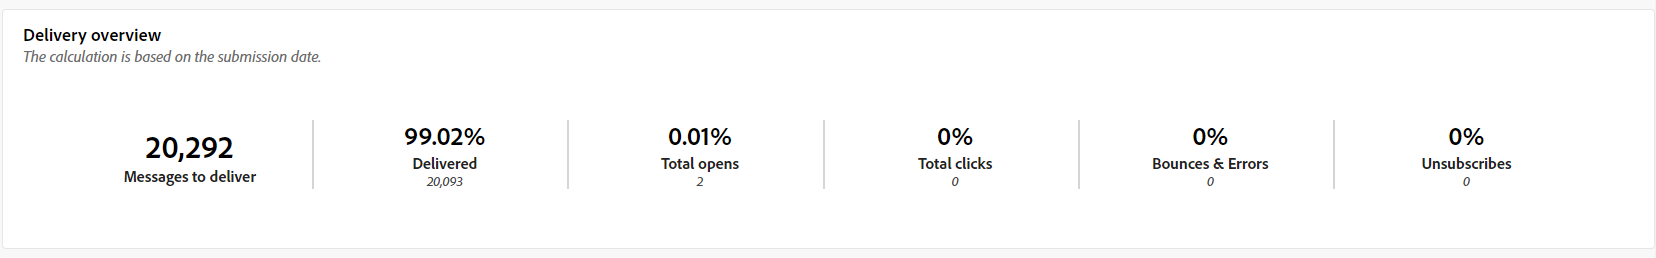 Delivery overview
The calculation is based on the submission date.
20,292
Messages to deliver
99.02%
Delivered
20,093
0.01%
Total opens
2
0%
Total clicks
0
0%
Bounces & Errors
0
0%
Unsubscribes
0